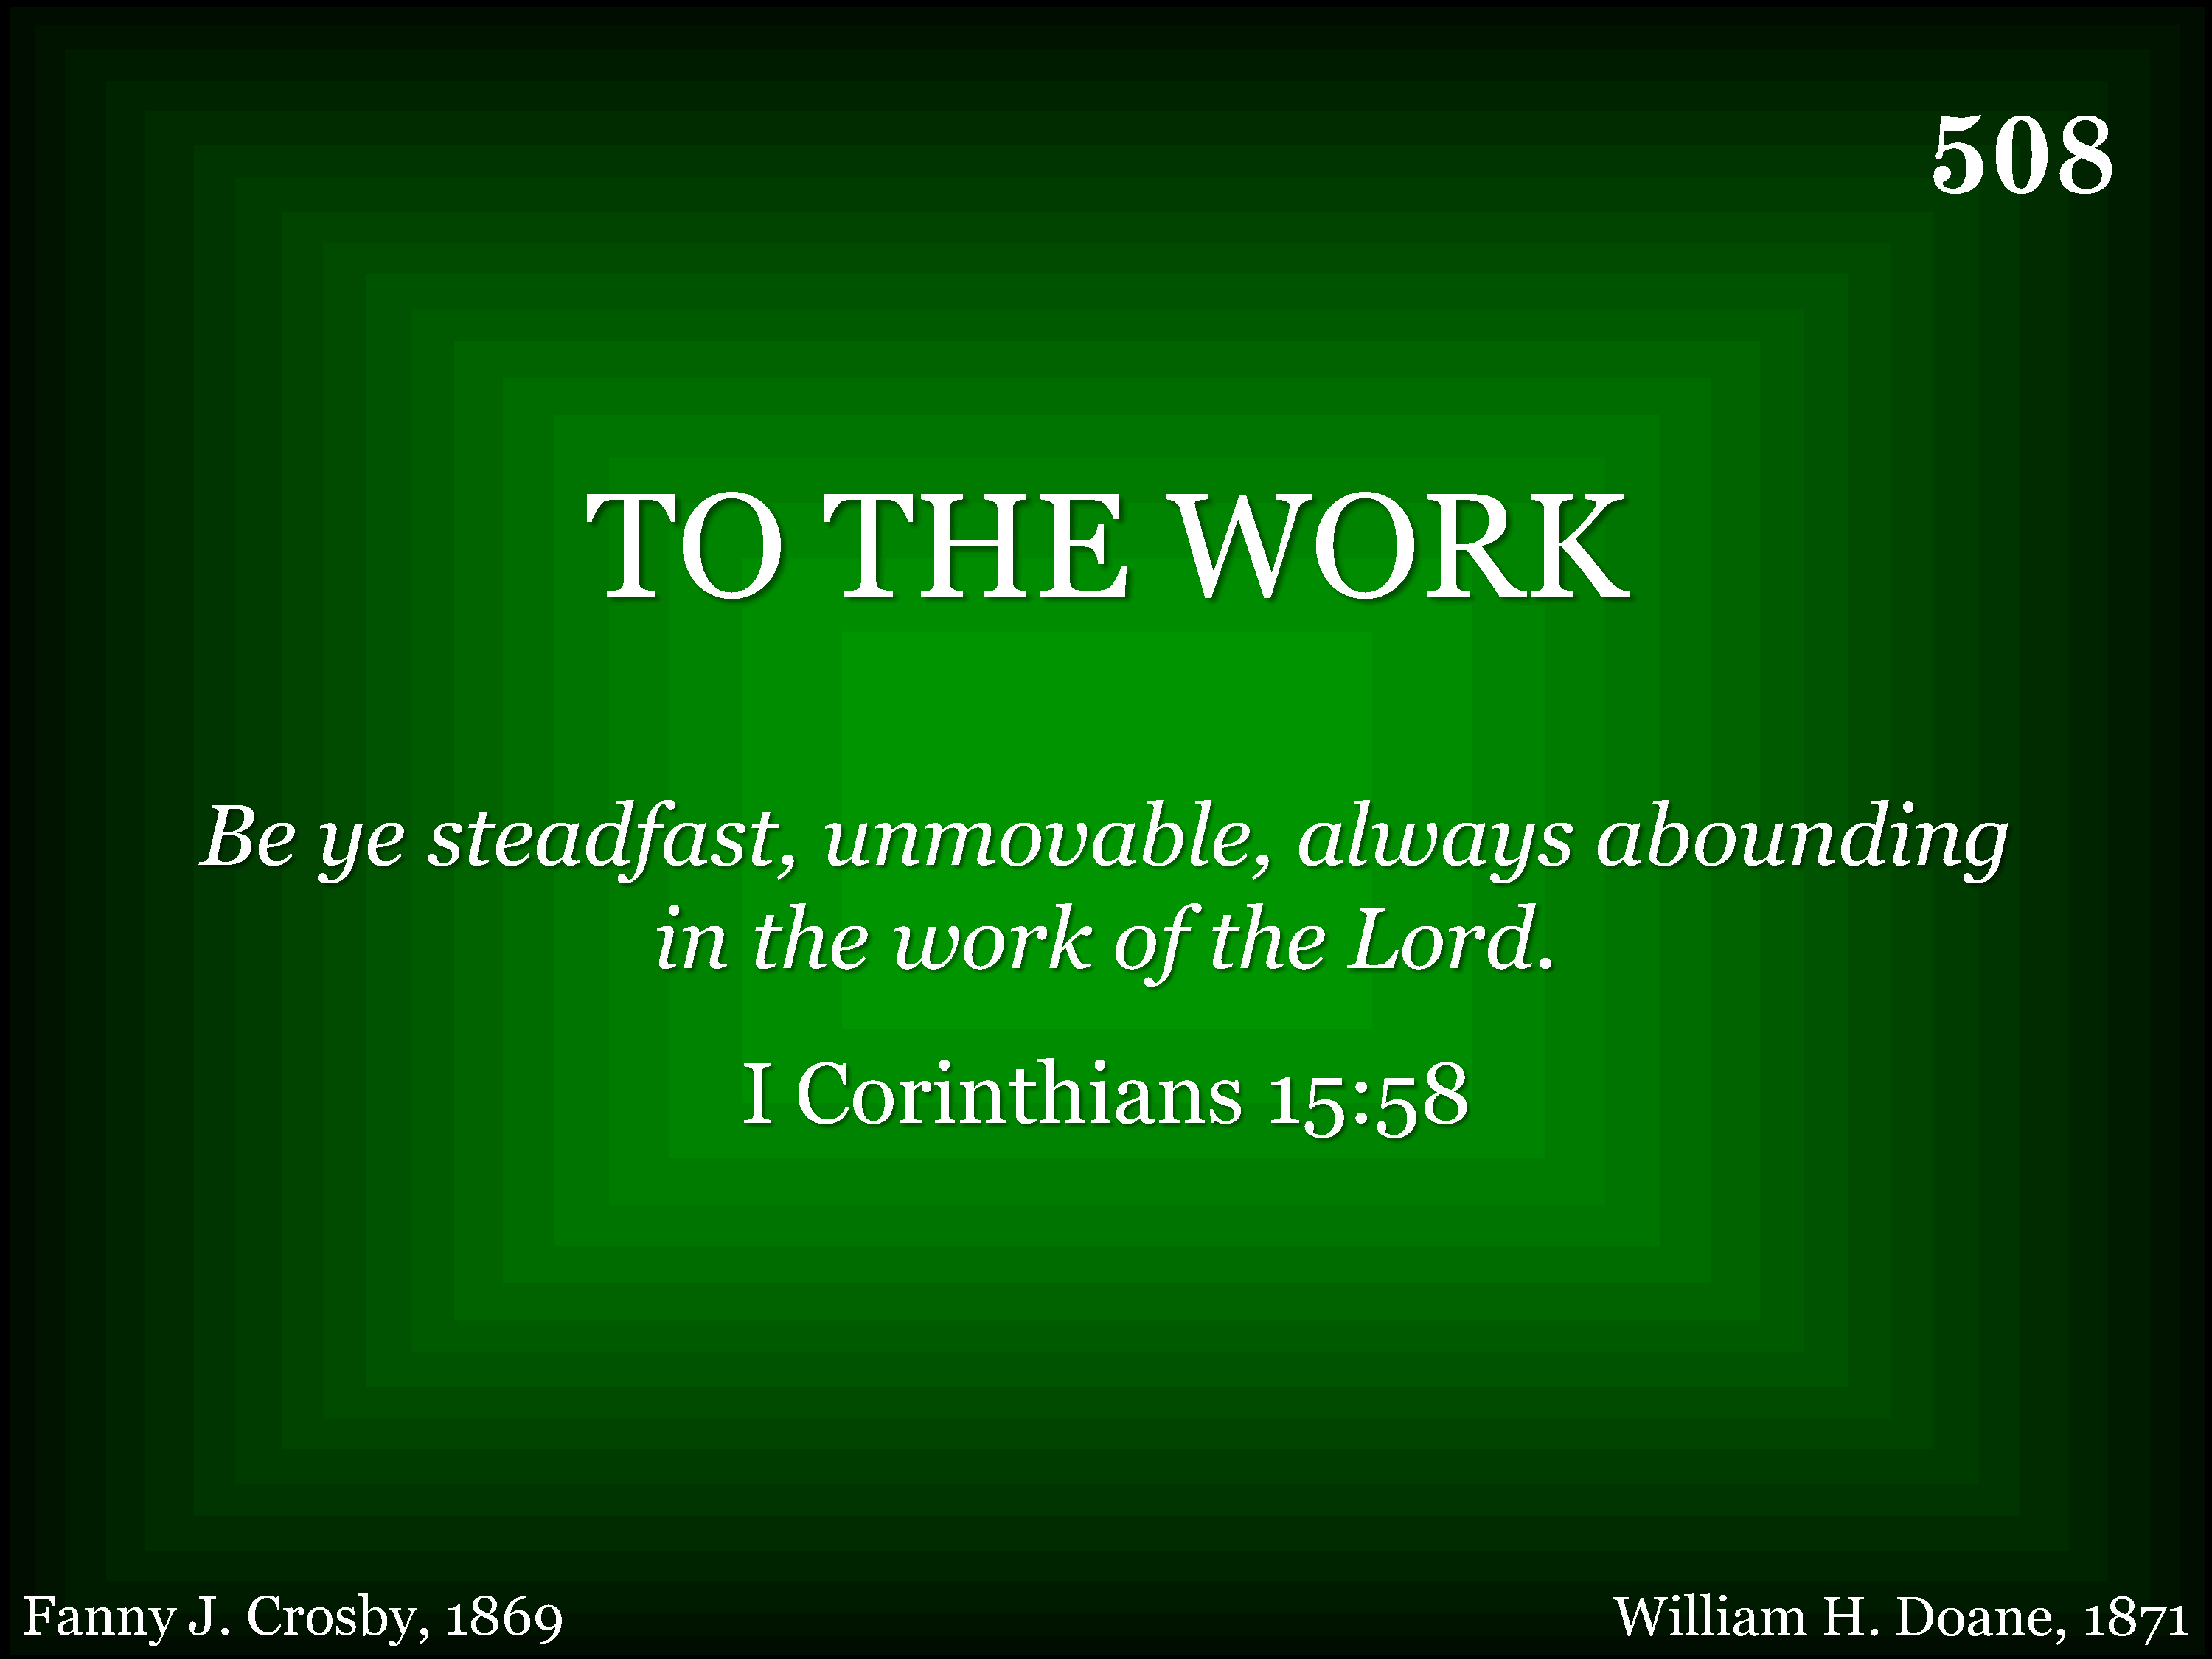 508
TO THE WORK
Be ye steadfast, unmovable, always abounding
in the work of the Lord.
I Corinthians 15:58
Fanny J. Crosby, 1869
William H. Doane, 1871